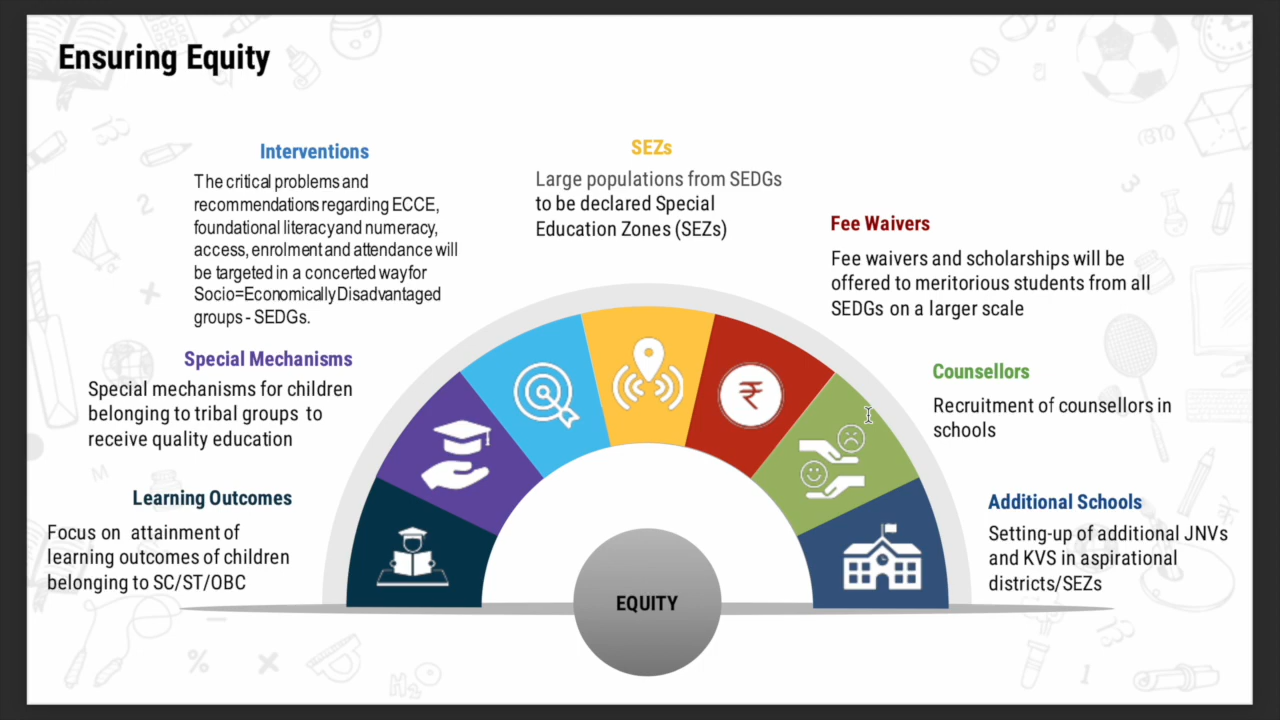 Ensuring Equity
Interventions
The critical problems and
recommendations regarding ECCE,
foundational literacy and numeracy,
access, enrolment and attendance will
be targeted in a concerted way for
Socio=Economically Disadvantaged
groups - SEDGs.
SEZs
Large populations from SEDGs
to be declared Special
Education Zones (SEZs)
Fee Waivers
Fee waivers and scholarships will be
offered to meritorious students from all
SEDGs on a larger scale
Special Mechanisms
Special mechanisms for children
belonging to tribal groups to
receive quality education
Counsellors
Recruitment of counsellors in
schools
Learning Outcomes
Focus on attainment of
learning outcomes of children
belonging to SC/ST/OBC
Additional Schools
Setting-up of additional JNVs
and KVS in aspirational
districts/SEZs
₹
EQUITY